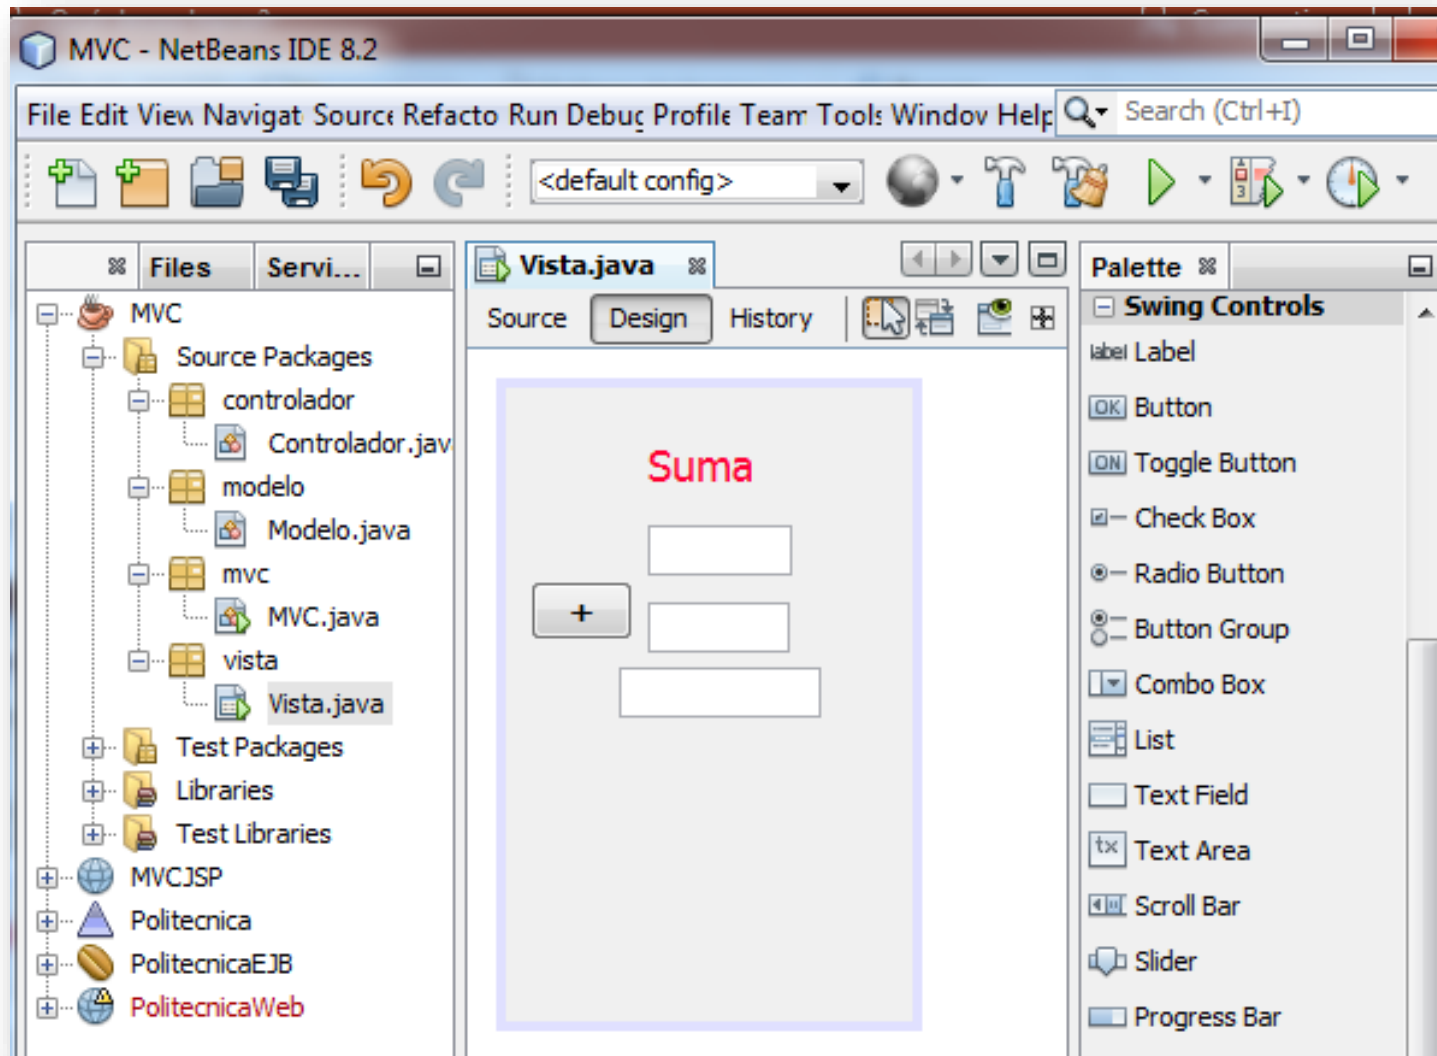 MVC - NetBeans IDE 8.2
File Edit View Navigat Source Refacto Run Debug Profile Team Tools Window Help Search (Ctrl+I)
<default config>
Files Servi...
Vista.java
Palette
Source Design History
Swing Controls
MVC
Source Packages
controlador
Controlador.jav
modelo
Modelo.java
mvc
MVC.java
vista
Vista.java
Test Packages
Libraries
Test Libraries
MVCJSP
Politecnica
PolitecnicaEJB
PolitecnicaWeb
Suma
+
label Label
OK Button
ON Toggle Button
Check Box
Radio Button
Button Group
Combo Box
List
Text Field
tx Text Area
Scroll Bar
Slider
Progress Bar